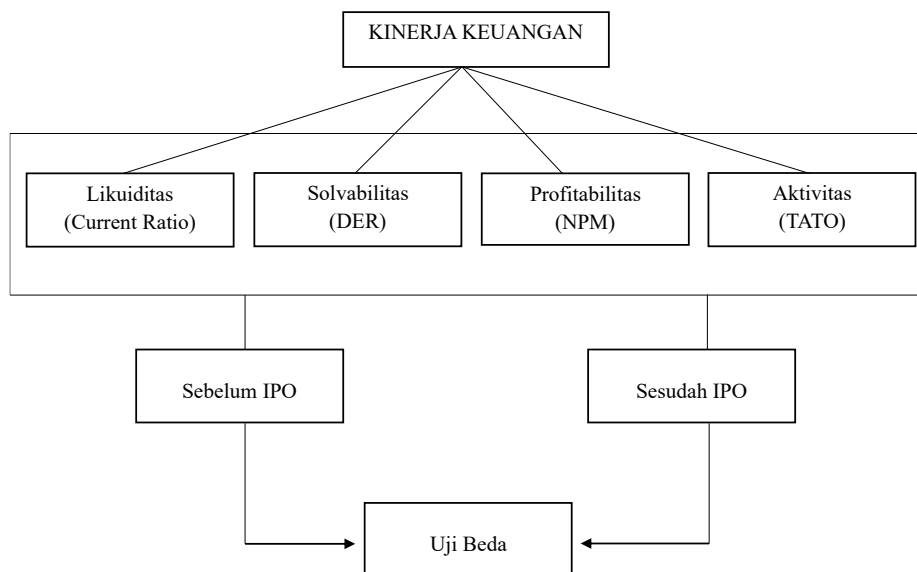 KINERJA KEUANGAN
Likuiditas
(Current Ratio)
Solvabilitas
(DER)
Profitabilitas
(NPM)
Aktivitas
(TATO)
Sebelum IPO
Sesudah IPO
Uji Beda